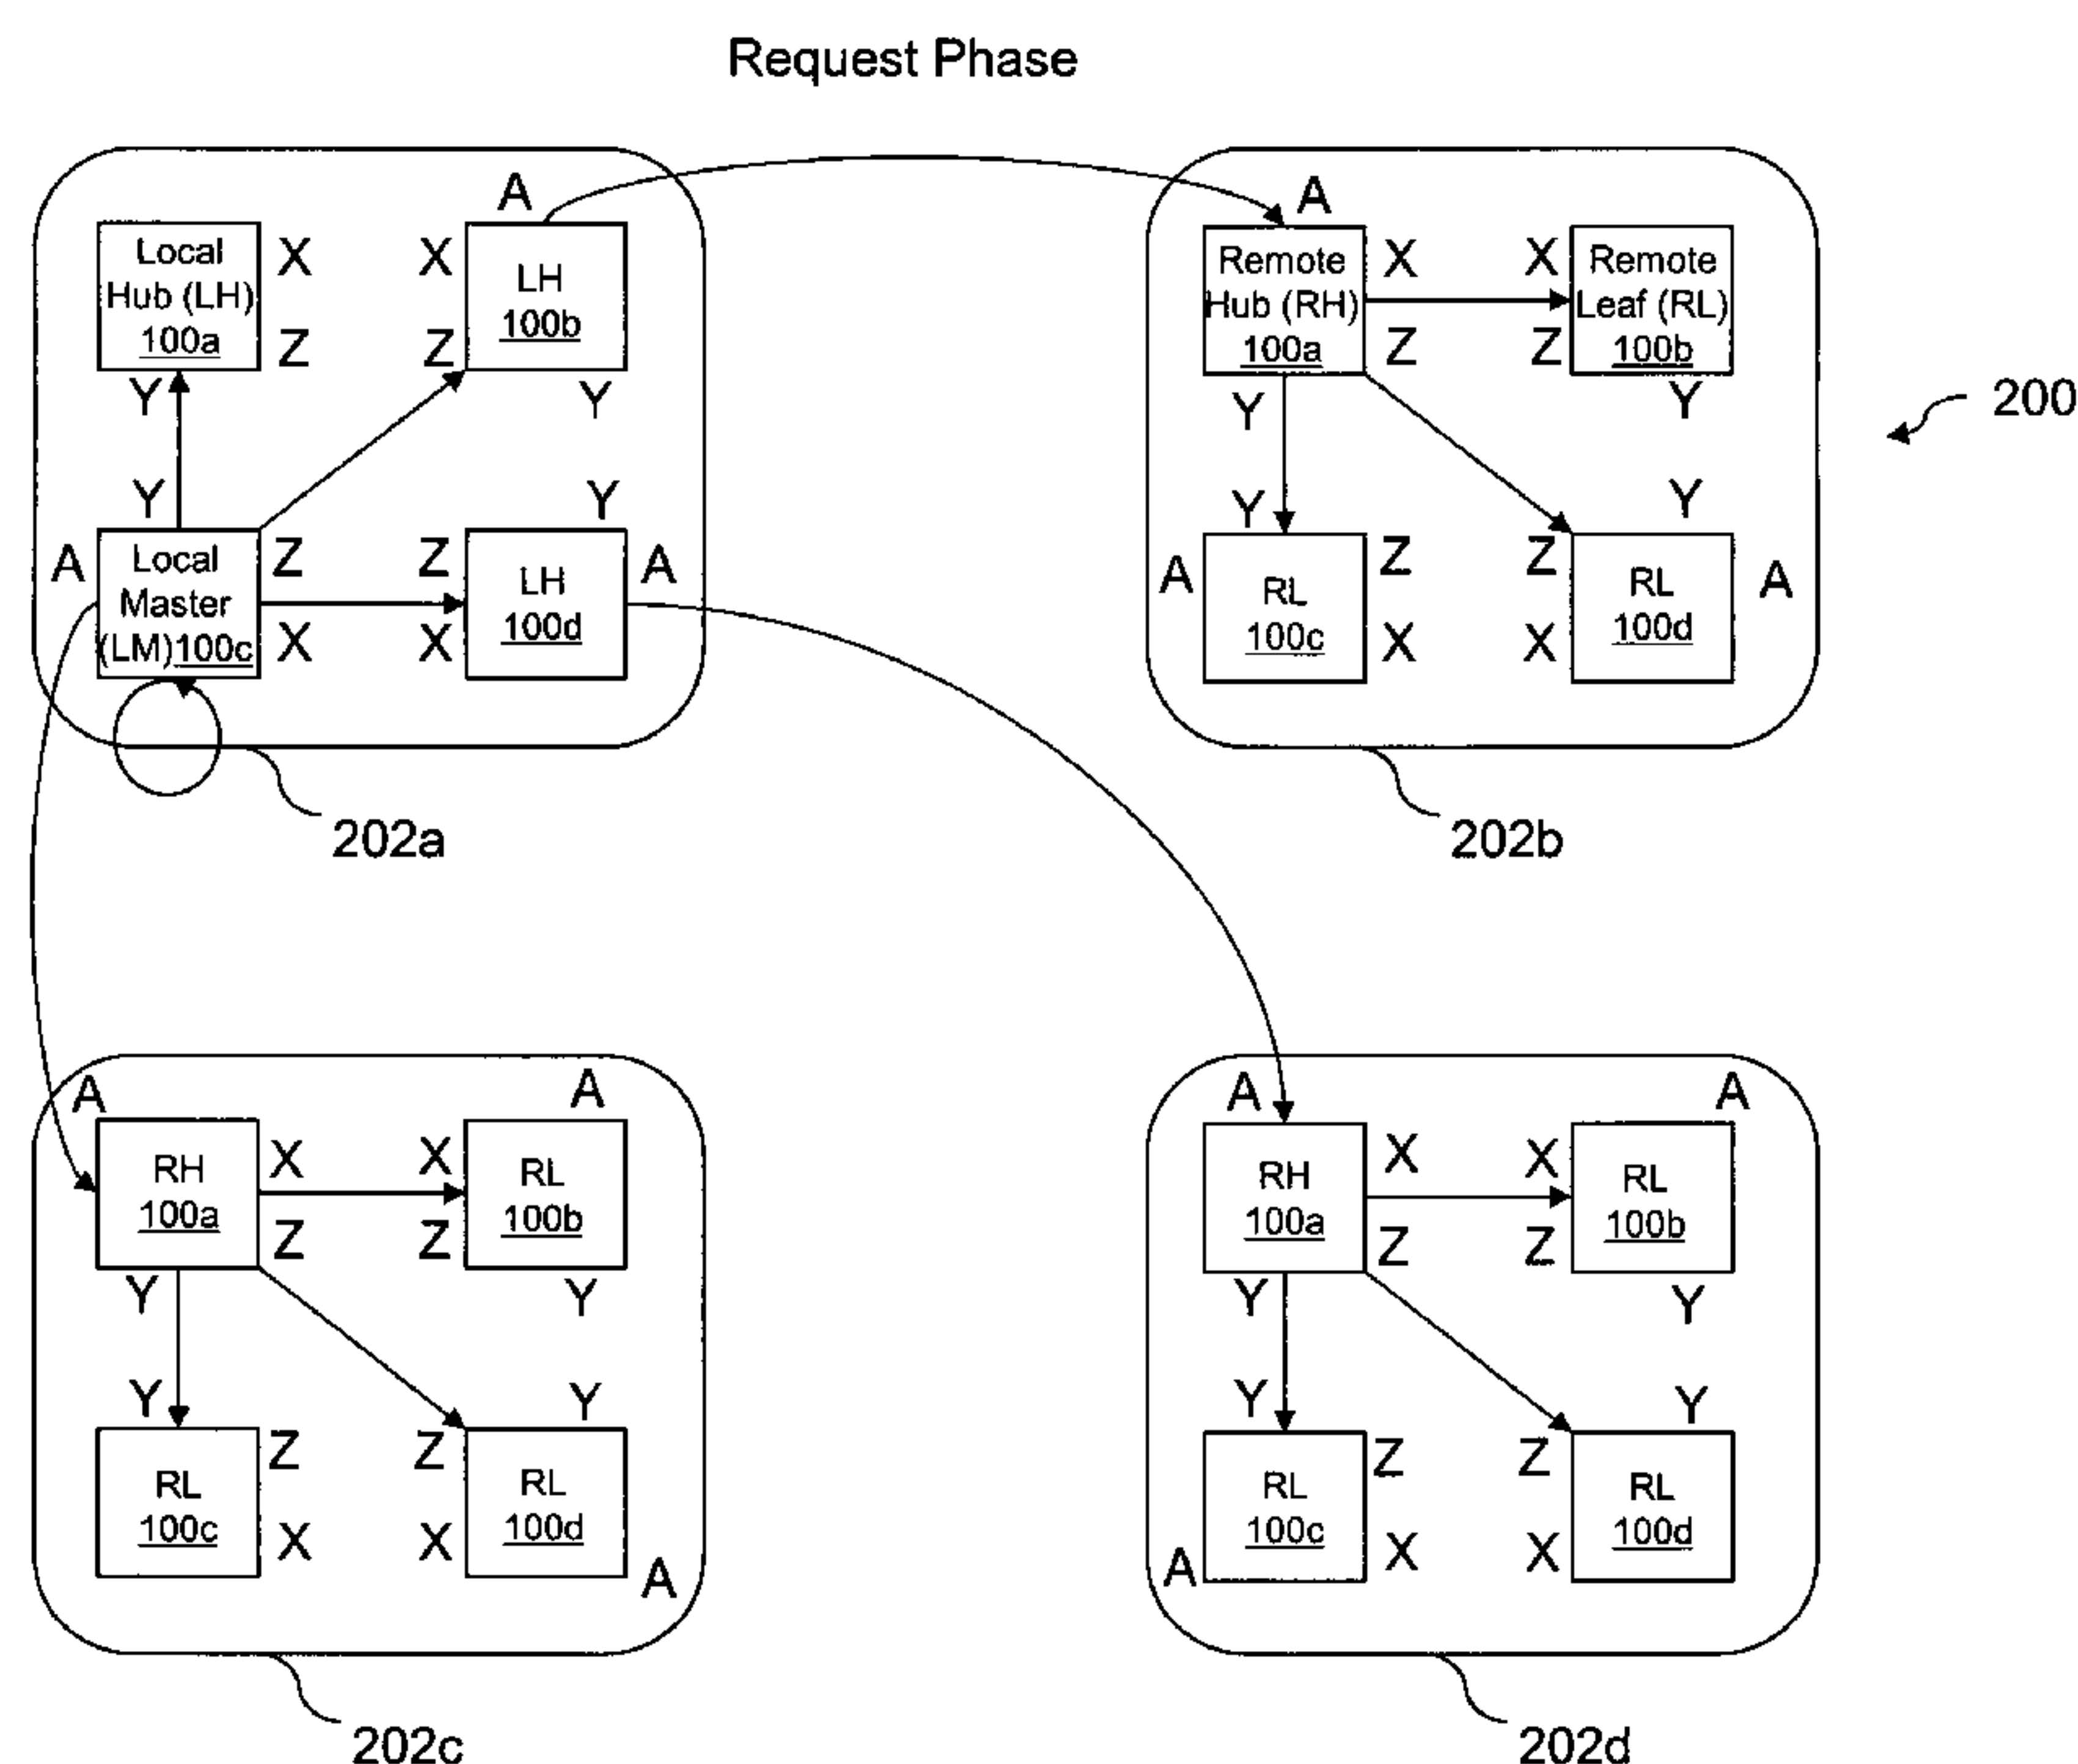 Request Phase
A
A
Local
Hub (LH)
100a
X
Z
X
Z
LH
100b
Remote
Hub (RH)
100a
X
Z
X
Z
Remote
Leaf (RL)
100b
200
Y
Y
Y
Y
Y
Y
Y
Y
A
Local
Master
(LM)100c
Z
X
Z
X
LH
100d
A
A
RL
100c
Z
X
Z
X
RL
100d
A
202a
202b
A
A
A
A
RH
100a
X
Z
X
Z
RL
100b
RH
100a
X
Z
X
Z
RL
100b
Y
Y
Y
Y
Y
Y
Y
Y
RL
100c
Z
X
Z
X
RL
100d
A
A
RL
100c
Z
X
Z
X
RL
100d
202c
202d